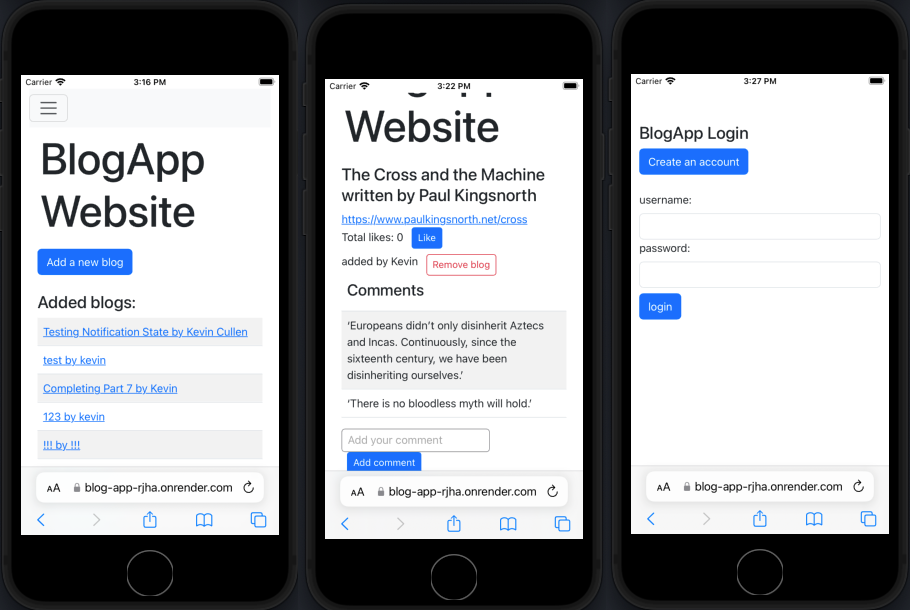 Carrier 3:16 PM
BlogApp
Website
Add a new blog
Added blogs:
Testing Notification State by Kevin Cullen
test by kevin
Completing Part 7 by Kevin
123 by kevin
!!! by !!!
AA blog-app-rjha.onrender.com
Carrier 3:22 PM
Website
The Cross and the Machine
written by Paul Kingsnorth
https://www.paulkingsnorth.net/cross
Total likes: 0 Like
added by Kevin Remove blog
Comments
‘Europeans didn’t only disinherit Aztecs
and Incas. Continuously, since the
sixteenth century, we have been
disinheriting ourselves.’
‘There is no bloodless myth will hold.’
Add your comment
Add comment
AA blog-app-rjha.onrender.com
Carrier 3:27 PM
BlogApp Login
Create an account
username:
password:
login
AA blog-app-rjha.onrender.com